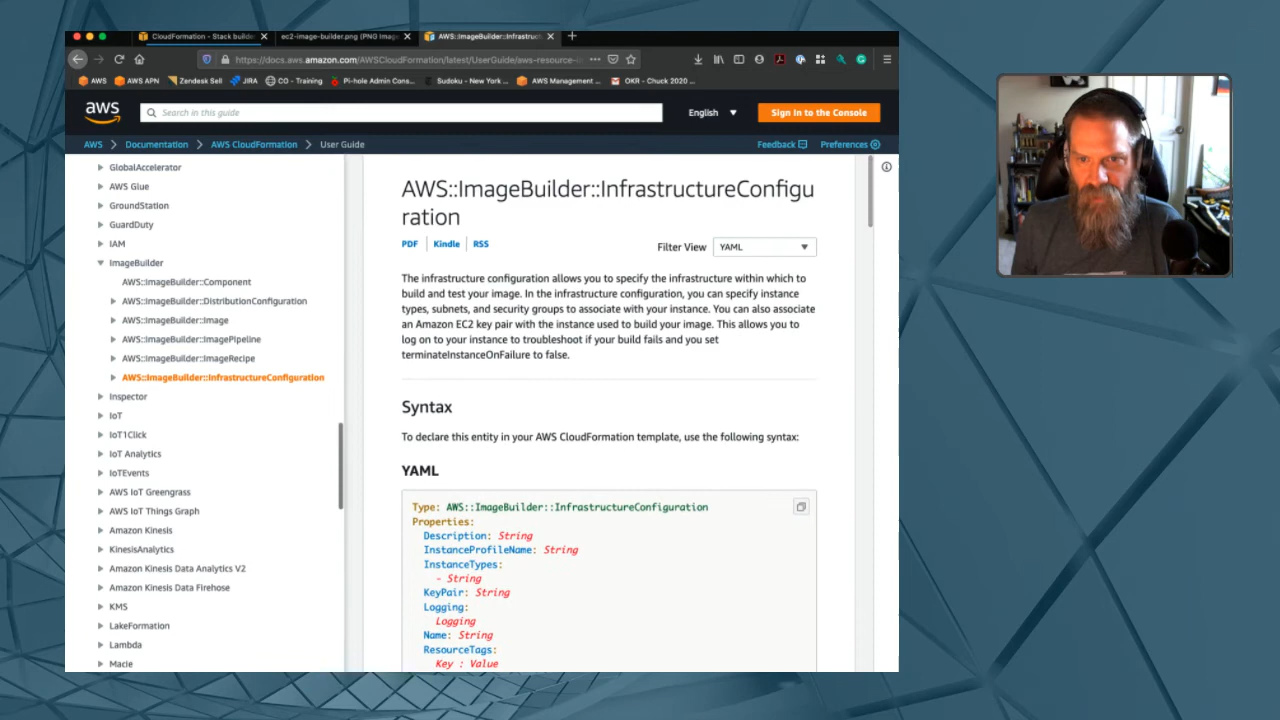 CloudFormation - Stack builde
ec2-image-builder.png (PNG Image
AWS::ImageBuilder::Infrastruct
https://docs.aws.amazon.com/AWSCloudFormation/latest/UserGuide/aws-resource-i
AWS
AWS APN
Zendesk Sell
JIRA
CO - Training
Pi-hole Admin Cons...
Sudoku - New York ...
AWS Management ...
OKR - Chuck 2020 ...
aws
Search in this guide
English
Sign In to the Console
AWS > Documentation > AWS CloudFormation > User Guide
Feedback
Preferences
GlobalAccelerator
AWS Glue
GroundStation
GuardDuty
IAM
ImageBuilder
AWS::ImageBuilder::Component
AWS::ImageBuilder::DistributionConfiguration
AWS::ImageBuilder::Image
AWS::ImageBuilder::ImagePipeline
AWS::ImageBuilder::ImageRecipe
AWS::ImageBuilder::InfrastructureConfiguration
Inspector
IoT
IoT1Click
IoT Analytics
IoTEvents
AWS IoT Greengrass
AWS IoT Things Graph
Amazon Kinesis
KinesisAnalytics
Amazon Kinesis Data Analytics V2
Amazon Kinesis Data Firehose
KMS
LakeFormation
Lambda
Macie
AWS::ImageBuilder::InfrastructureConfigu
ration
PDF | Kindle | RSS
Filter View
YAML
The infrastructure configuration allows you to specify the infrastructure within which to
build and test your image. In the infrastructure configuration, you can specify instance
types, subnets, and security groups to associate with your instance. You can also associate
an Amazon EC2 key pair with the instance used to build your image. This allows you to
log on to your instance to troubleshoot if your build fails and you set
terminateInstanceOnFailure to false.
Syntax
To declare this entity in your AWS CloudFormation template, use the following syntax:
YAML
Type: AWS::ImageBuilder::InfrastructureConfiguration
Properties:
Description: String
InstanceProfileName: String
InstanceTypes:
- String
KeyPair: String
Logging:
Logging
Name: String
ResourceTags:
Key : Value